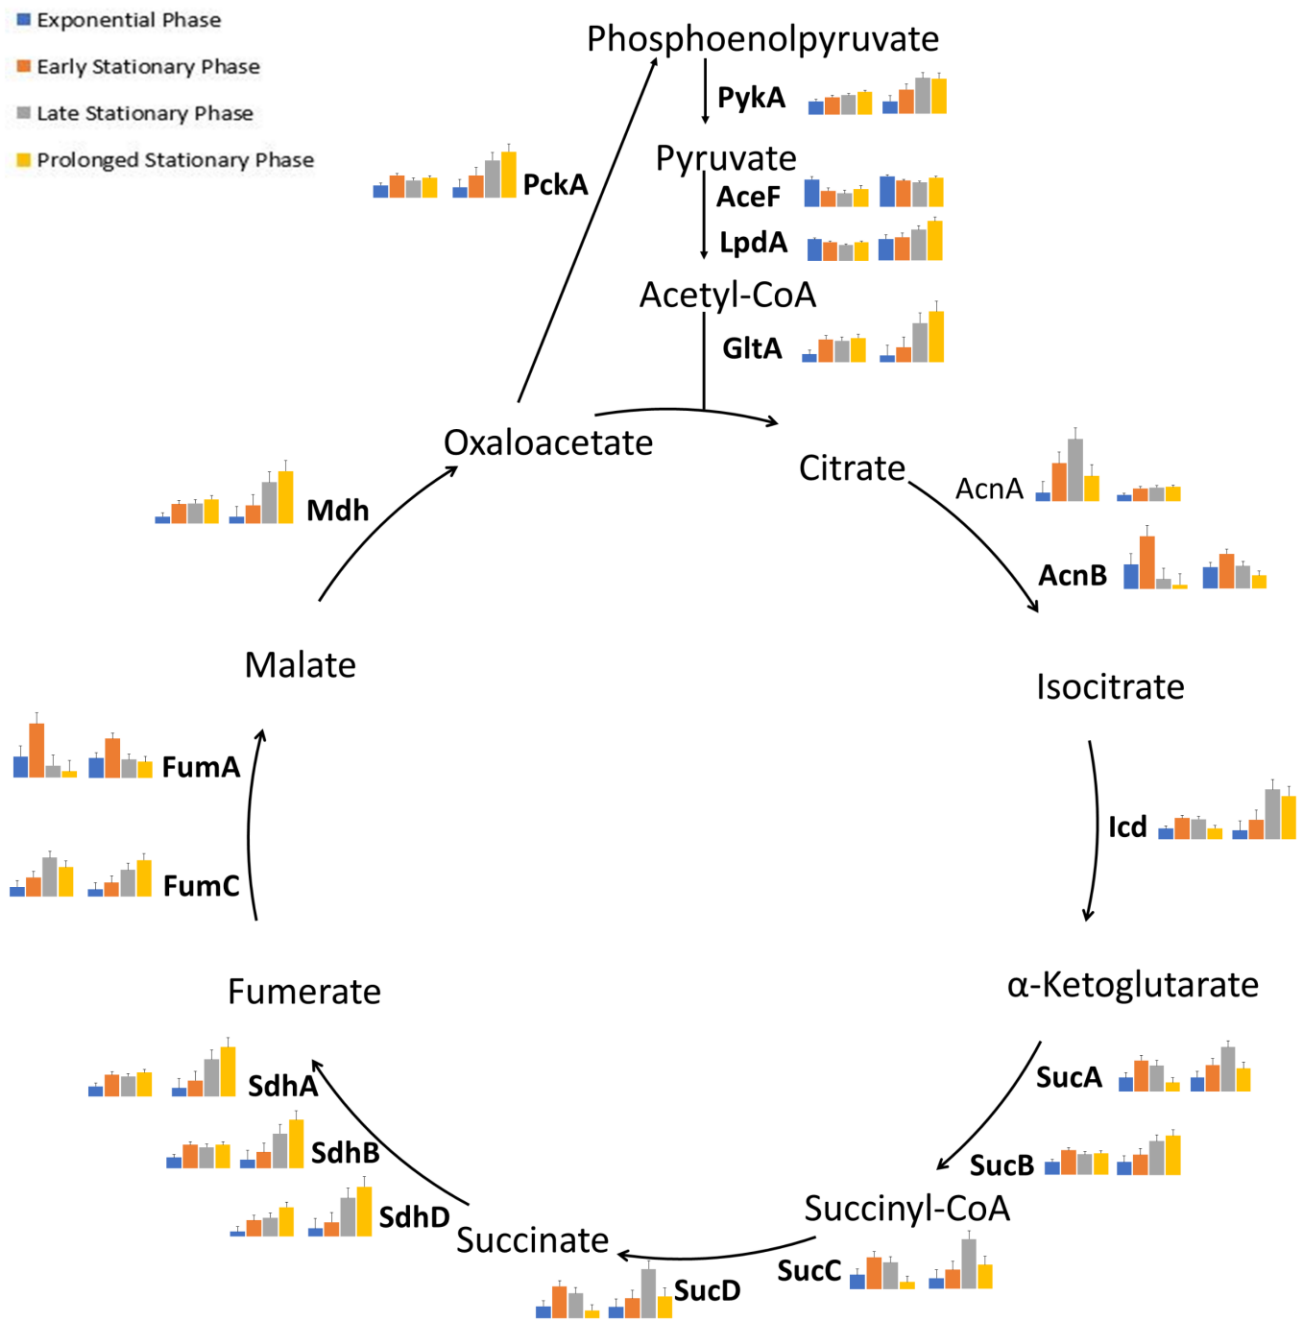 Exponential Phase
Early Stationary Phase
Late Stationary Phase
Prolonged Stationary Phase
Phosphoenolpyruvate
PykA
Pyruvate
PckA
AceF
LpdA
Acetyl-CoA
GltA
Oxaloacetate
Citrate
AcnA
Mdh
AcnB
Malate
Isocitrate
FumA
Icd
FumC
Fumerate
α-Ketoglutarate
SdhA
SucA
SdhB
SucB
SdhD
Succinyl-CoA
Succinate
SucC
SucD